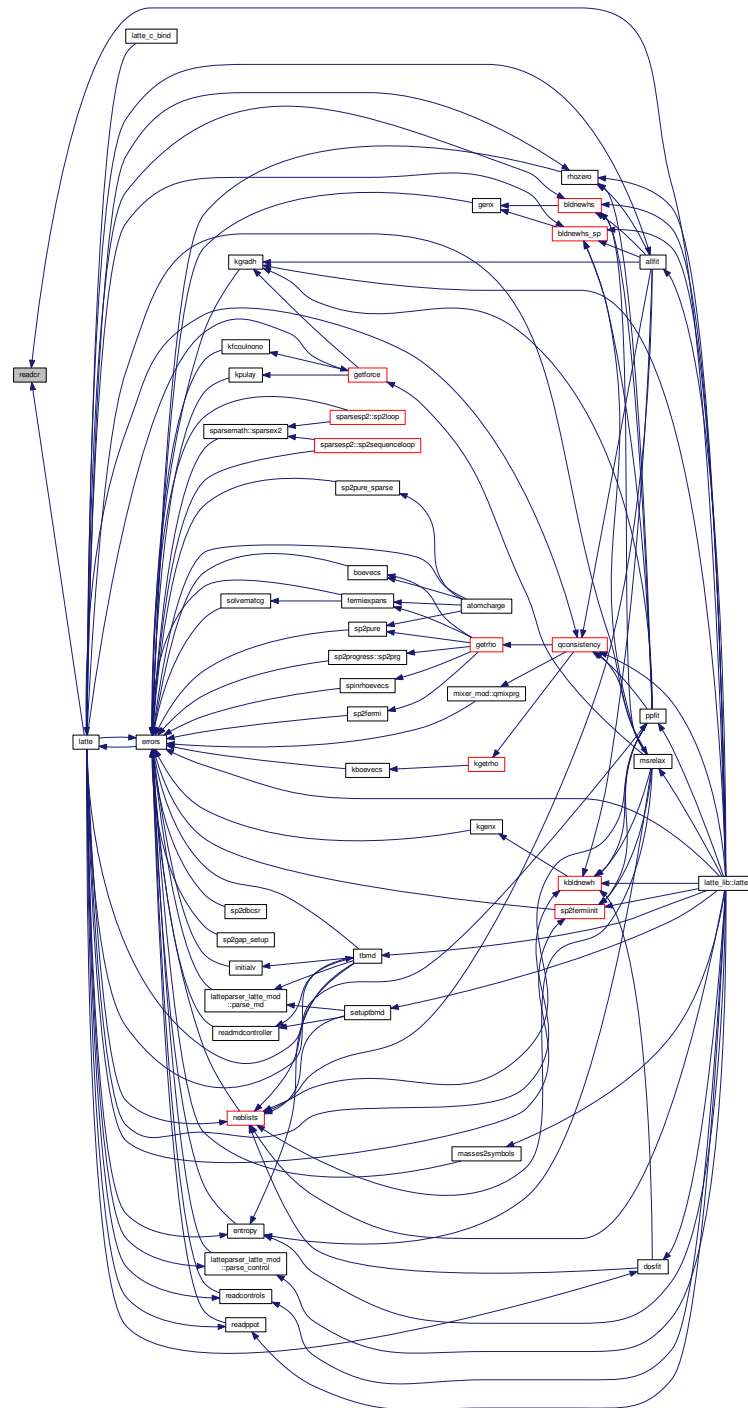 latte_c_bind
rhozero
genx
bldnewhs
bldnewhs_sp
kgradh
allfit
kfcoulnono
readcr
kpulay
getforce
sparsesp2::sp2loop
sparsemath::sparsex2
sparsesp2::sp2sequenceloop
sp2pure_sparse
boevecs
solvematcg
fermiexpans
atomcharge
sp2pure
getrho
qconsistency
sp2progress::sp2prg
spinrhoevecs
mixer_mod::qmixprg
sp2fermi
ppfit
latte
errors
msrelax
kboevecs
kgetrho
kgenx
kbldnewh
latte_lib::latte
sp2dbcsr
sp2fermiinit
sp2gap_setup
tbmd
initialv
latteparser_latte_mod
::parse_md
setuptbmd
readmdcontroller
neblists
masses2symbols
entropy
latteparser_latte_mod
::parse_control
dosfit
readcontrols
readppot